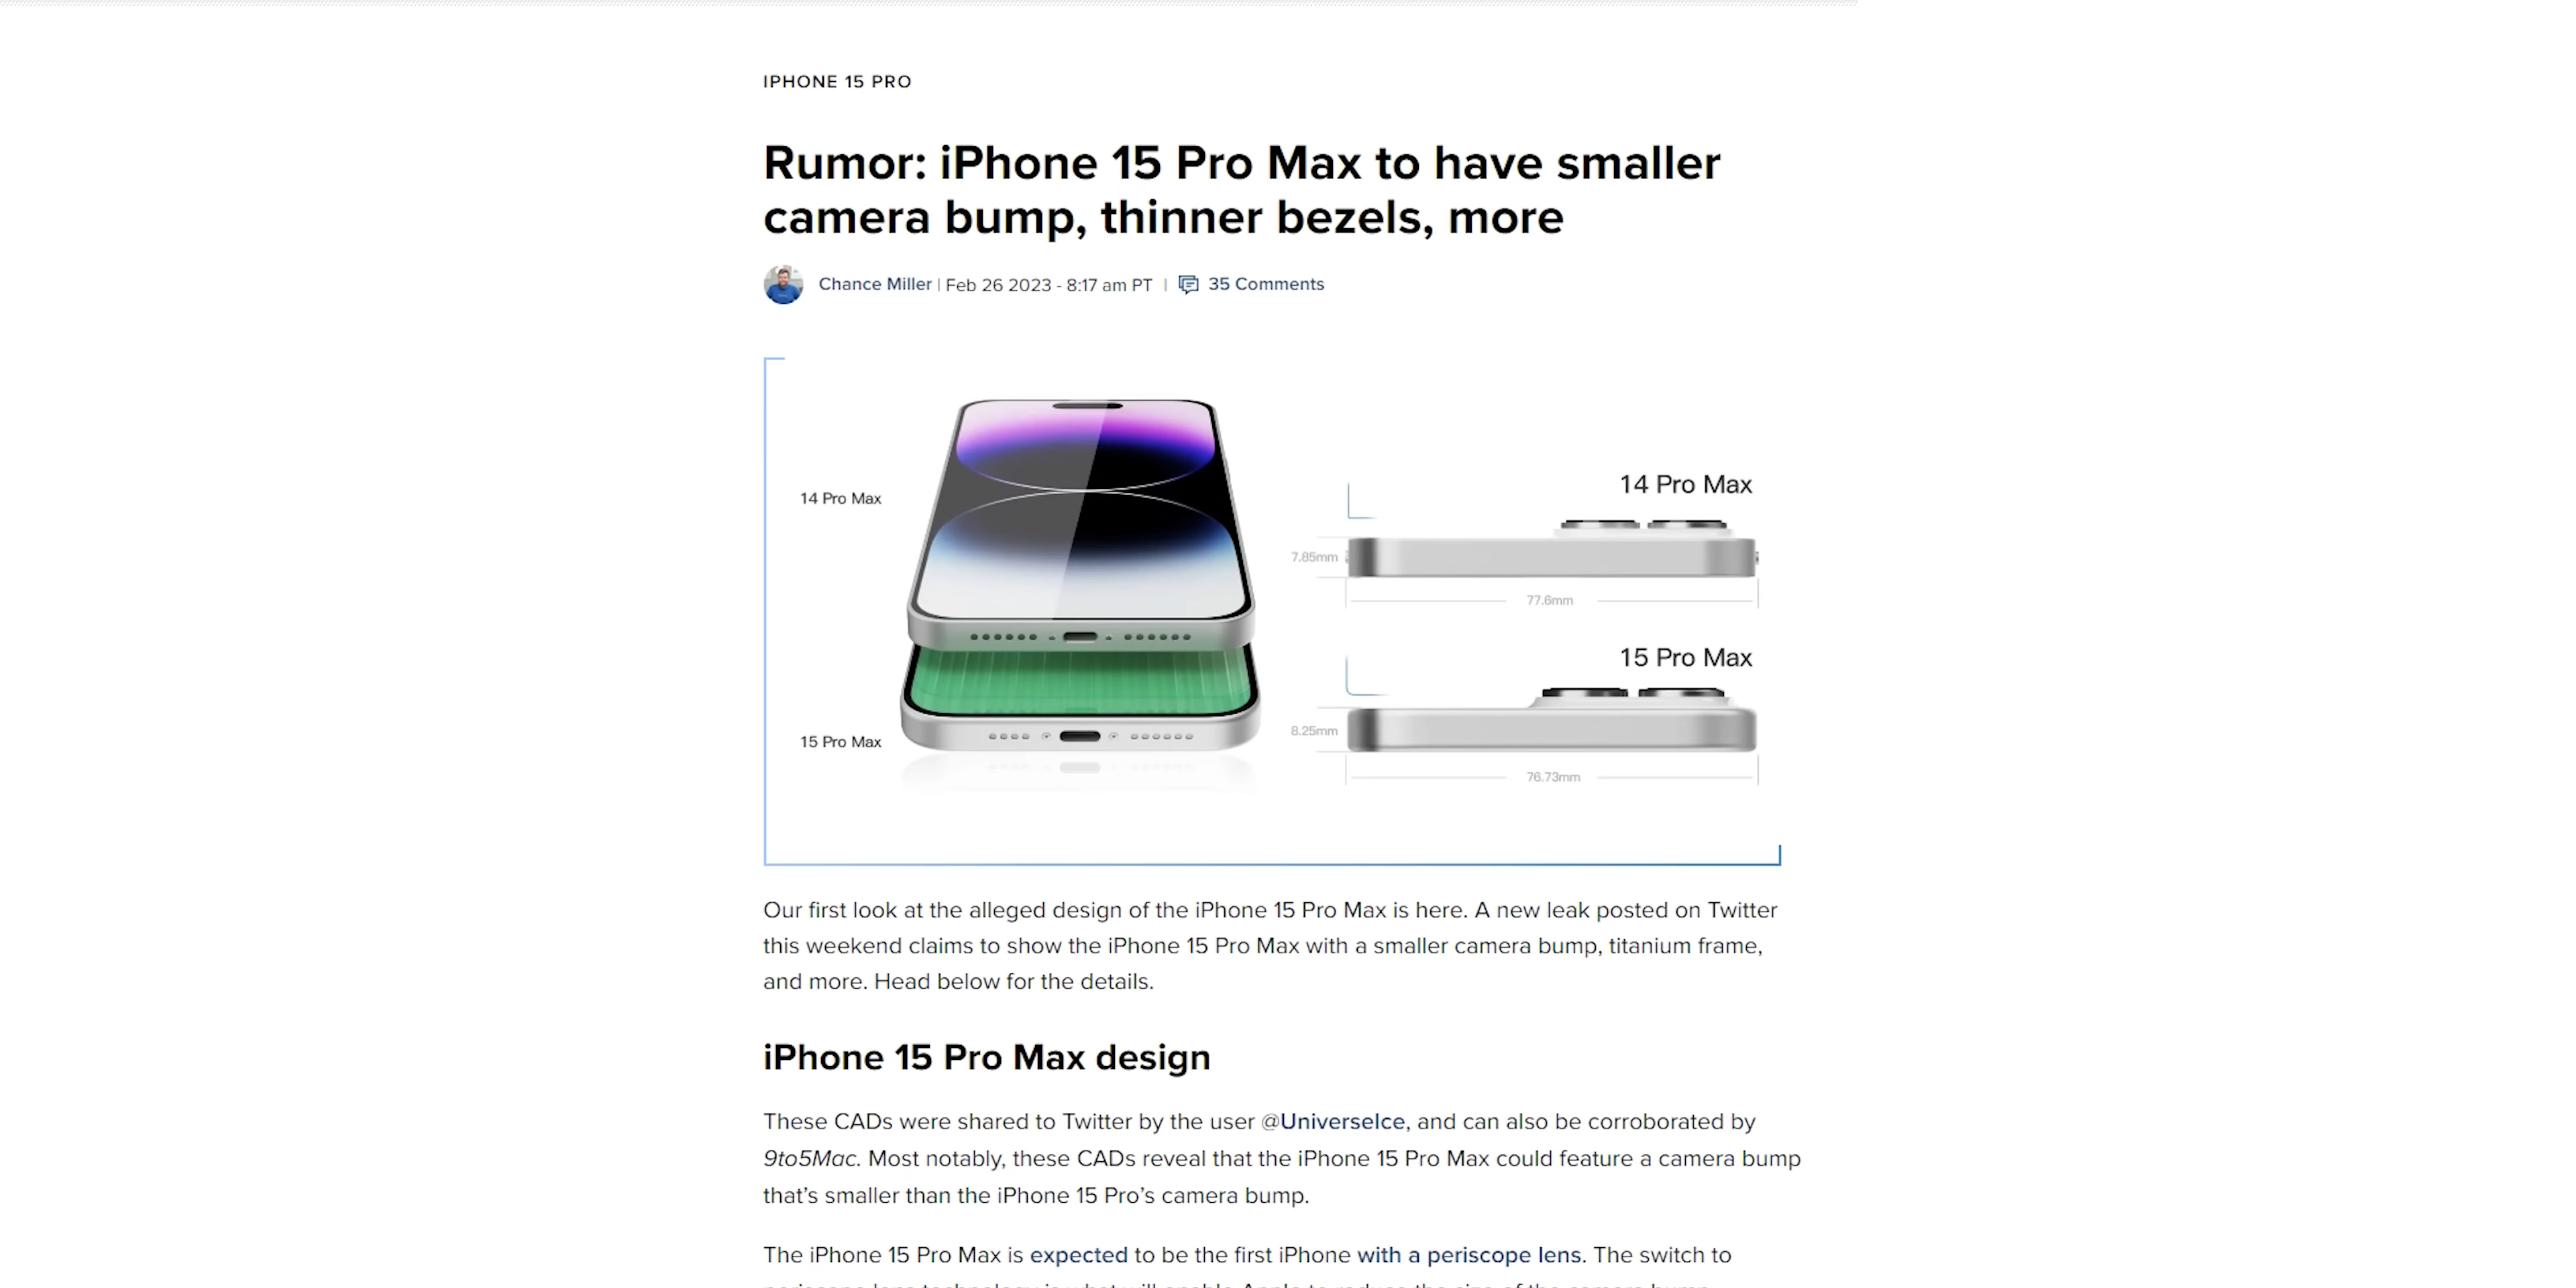 IPHONE 15 PRO
Rumor: iPhone 15 Pro Max to have smaller
camera bump, thinner bezels, more
Chance Miller | Feb 26 2023 - 8:17 am PT | 35 Comments
14 Pro Max
15 Pro Max
14 Pro Max
7.85mm
77.6mm
15 Pro Max
8.25mm
76.73mm
Our first look at the alleged design of the iPhone 15 Pro Max is here. A new leak posted on Twitter
this weekend claims to show the iPhone 15 Pro Max with a smaller camera bump, titanium frame,
and more. Head below for the details.
iPhone 15 Pro Max design
These CADs were shared to Twitter by the user @UniverseIce, and can also be corroborated by
9to5Mac. Most notably, these CADs reveal that the iPhone 15 Pro Max could feature a camera bump
that’s smaller than the iPhone 15 Pro’s camera bump.
The iPhone 15 Pro Max is expected to be the first iPhone with a periscope lens. The switch to